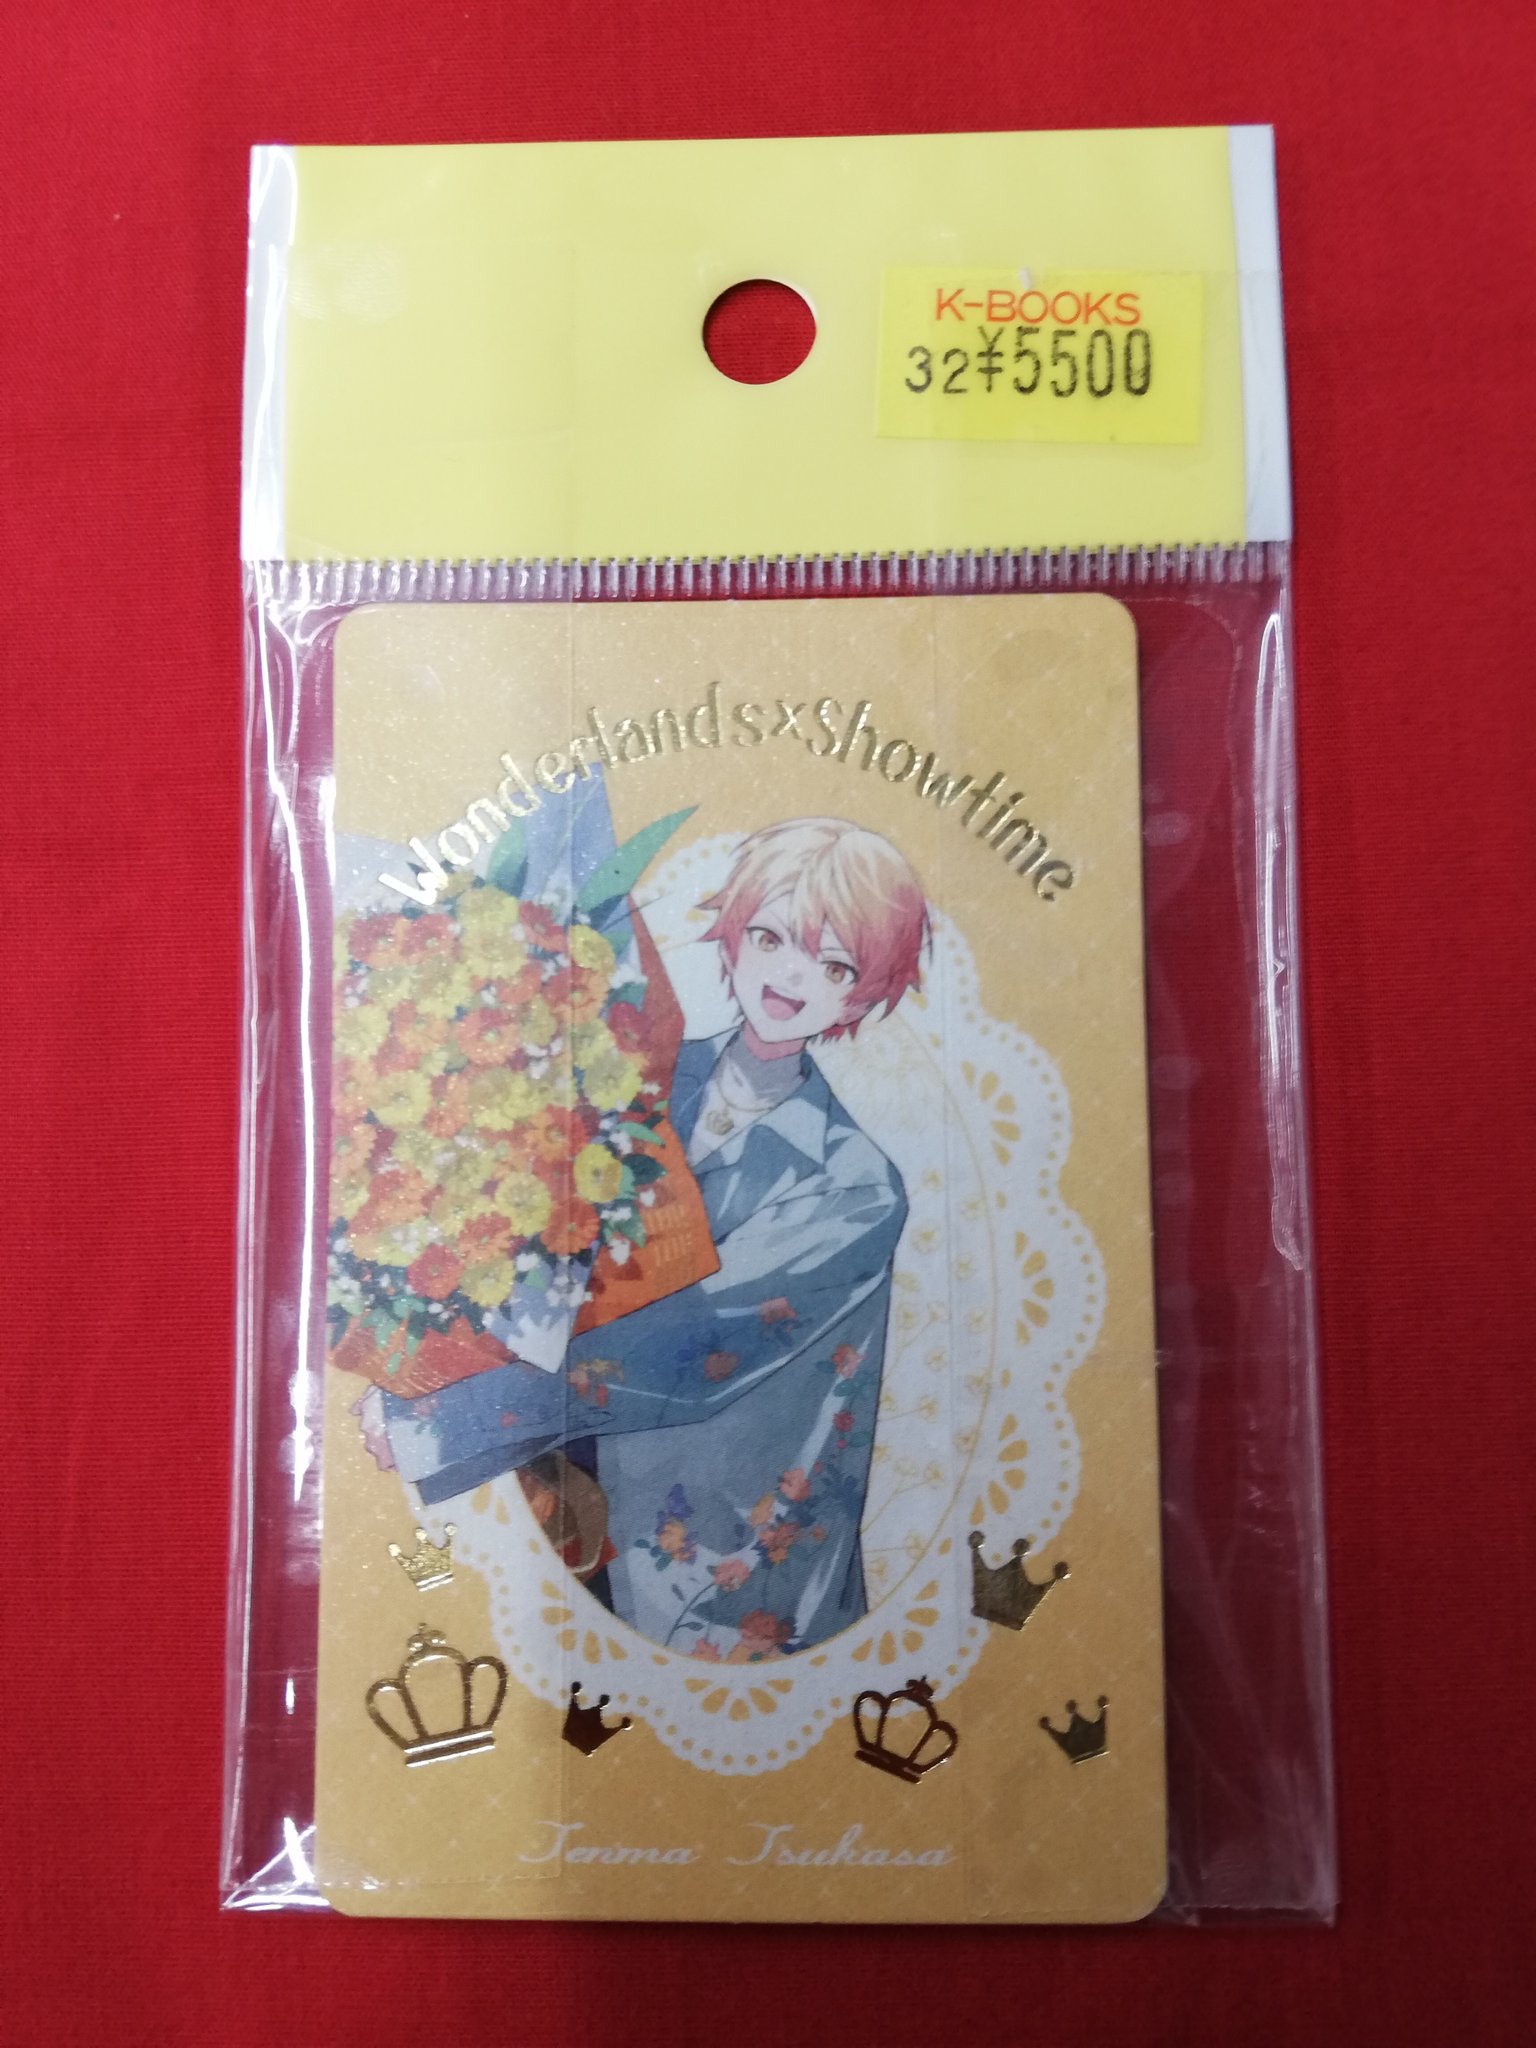 K-BOOKS
32¥5500
Wonderlands×Showtime
Tenma Tsukasa